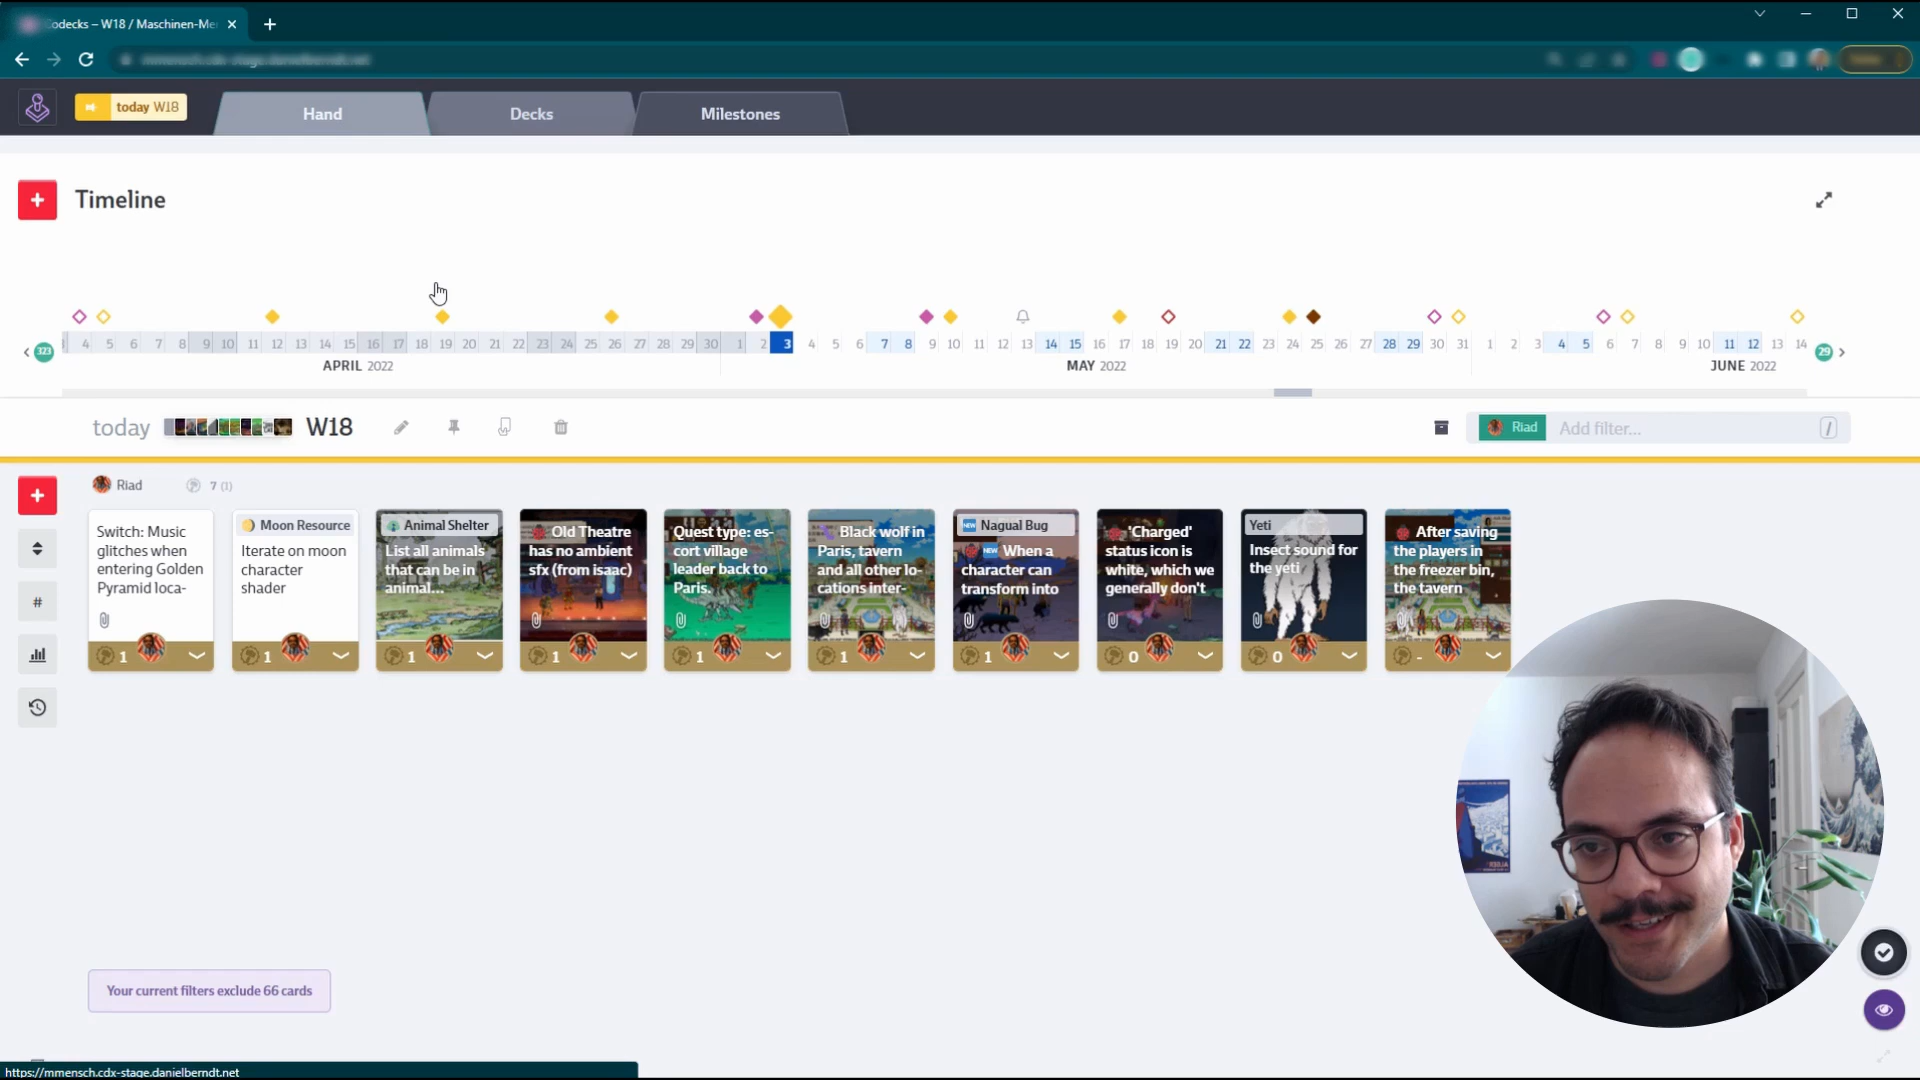 Codecks – W18 / Maschinen-Me
today W18
Hand
Decks
Milestones
Timeline
323
4 5 6 7 8 9 10 11 12 13 14 15 16 17 18 19 20 21 22 23 24 25 26 27 28 29 30 1 2 3 4 5 6 7 8 9 10 11 12 13 14 15 16 17 18 19 20 21 22 23 24 25 26 27 28 29 30 31 1 2 3 4 5 6 7 8 9 10 11 12 13 14
29
APRIL 2022
MAY 2022
JUNE 2022
today
W18
Riad
Add filter...
/
Riad
7 (1)
Switch: Music
glitches when
entering Golden
Pyramid loca-
1
Moon Resource
Iterate on moon
character
shader
1
Animal Shelter
List all animals
that can be in
animal...
1
Old Theatre
has no ambient
sfx (from isaac)
1
Quest type: es-
cort village
leader back to
Paris.
1
Black wolf in
Paris, tavern
and all other lo-
cations inter-
1
NEW Nagual Bug
NEW When a
character can
transform into
1
'Charged'
status icon is
white, which we
generally don't
0
Yeti
Insect sound for
the yeti
0
After saving
the players in
the freezer bin,
the tavern
-
#
Your current filters exclude 66 cards
https://mmensch.cdx-stage.danielberndt.net